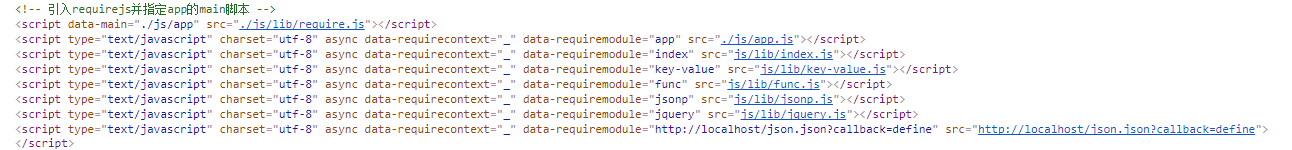 <!-- 引入requirejs并指定app的main脚本 -->
<script data-main="./js/app" src="./js/lib/require.js"></script>
<script type="text/javascript" charset="utf-8" async data-requirecontext="_" data-requiremodule="app" src="./js/app.js"></script>
<script type="text/javascript" charset="utf-8" async data-requirecontext="_" data-requiremodule="index" src="js/lib/index.js"></script>
<script type="text/javascript" charset="utf-8" async data-requirecontext="_" data-requiremodule="key-value" src="js/lib/key-value.js"></script>
<script type="text/javascript" charset="utf-8" async data-requirecontext="_" data-requiremodule="func" src="js/lib/func.js"></script>
<script type="text/javascript" charset="utf-8" async data-requirecontext="_" data-requiremodule="jsonp" src="js/lib/jsonp.js"></script>
<script type="text/javascript" charset="utf-8" async data-requirecontext="_" data-requiremodule="jquery" src="js/lib/jquery.js"></script>
<script type="text/javascript" charset="utf-8" async data-requirecontext="_" data-requiremodule="http://localhost/json.json?callback=define" src="http://localhost/json.json?callback=define">
</script>